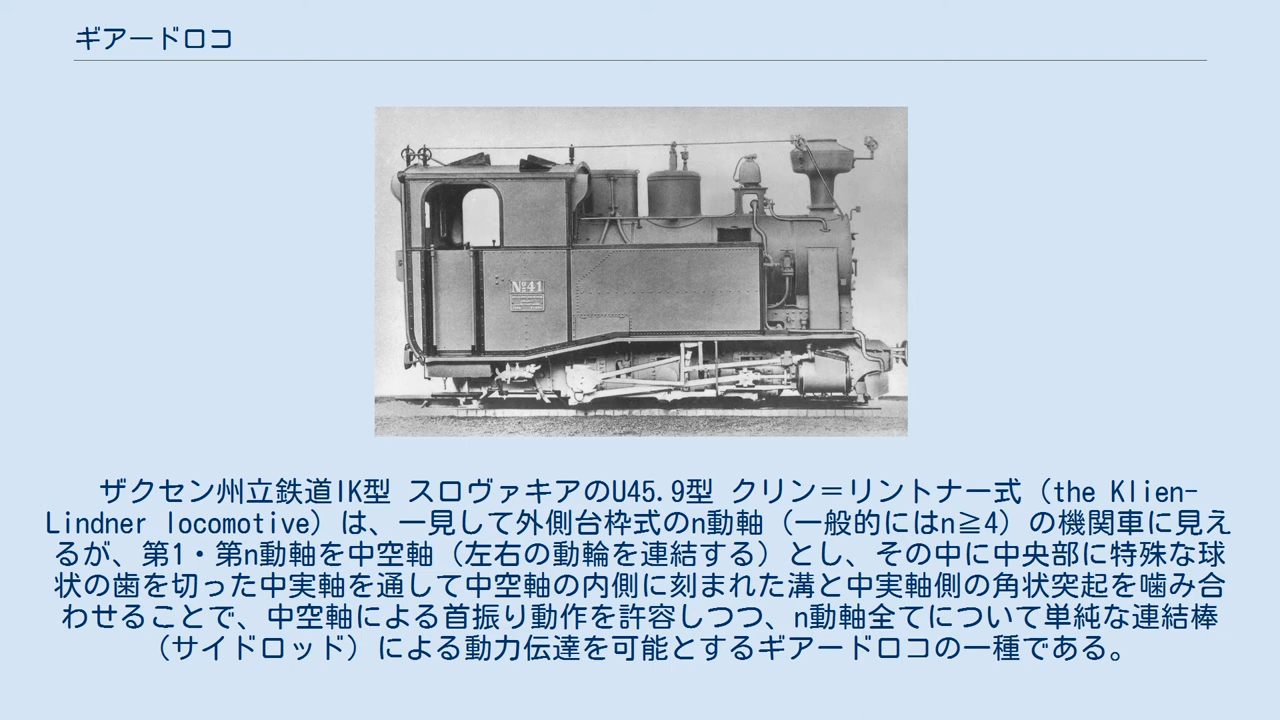 ギアードロコ
№41
ザクセン州立鉄道IK型 スロヴァキアのU45.9型 クリン＝リントナー式（the Klien-
Lindner locomotive）は、一見して外側台枠式のn動軸（一般的にはn≧4）の機関車に見え
るが、第1・第n動軸を中空軸（左右の動輪を連結する）とし、その中に中央部に特殊な球
状の歯を切った中実軸を通して中空軸の内側に刻まれた溝と中実軸側の角状突起を噛み合
わせることで、中空軸による首振り動作を許容しつつ、n動軸全てについて単純な連結棒
（サイドロッド）による動力伝達を可能とするギアードロコの一種である。